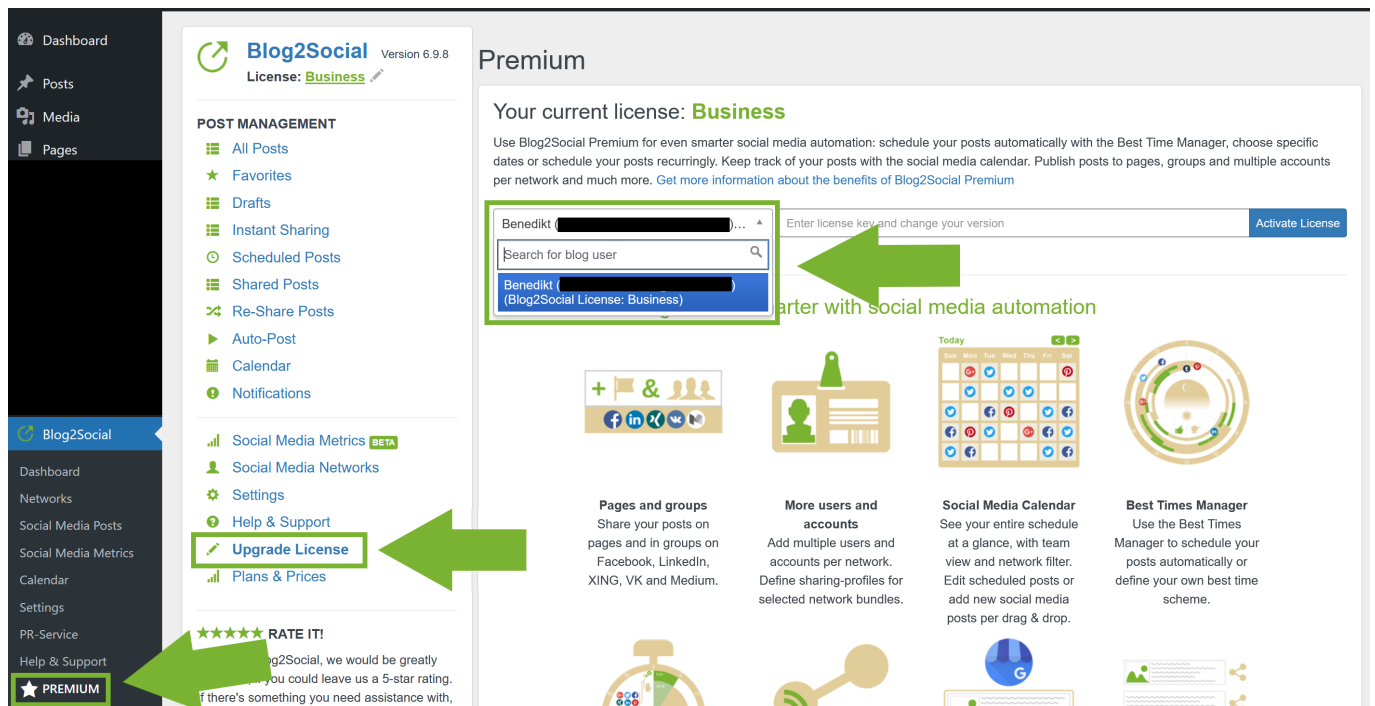 Dashboard
Posts
Media
Pages
Blog2Social
Dashboard
Networks
Social Media Posts
Social Media Metrics
Calendar
Settings
PR-Service
Help & Support
PREMIUM
Blog2Social Version 6.9.8
License: Business
POST MANAGEMENT
All Posts
Favorites
Drafts
Instant Sharing
Scheduled Posts
Shared Posts
Re-Share Posts
Auto-Post
Calendar
Notifications
Social Media Metrics BETA
Social Media Networks
Settings
Help & Support
Upgrade License
Plans & Prices
RATE IT!
og2Social, we would be greatly
you could leave us a 5-star rating.
If there's something you need assistance with,
Premium
Your current license: Business
Use Blog2Social Premium for even smarter social media automation: schedule your posts automatically with the Best Time Manager, choose specific
dates or schedule your posts recurringly. Keep track of your posts with the social media calendar. Publish posts to pages, groups and multiple accounts
per network and much more. Get more information about the benefits of Blog2Social Premium
Benedikt ( )...
Enter license key and change your version
Activate License
Search for blog user
Benedikt ( )
(Blog2Social License: Business)
arter with social media automation
+ &
Today
Sun Mon Tue Wed Thu Fri Sat
Pages and groups
Share your posts on
pages and in groups on
Facebook, LinkedIn,
XING, VK and Medium.
More users and
accounts
Add multiple users and
accounts per network.
Define sharing-profiles for
selected network bundles.
Social Media Calendar
See your entire schedule
at a glance, with team
view and network filter.
Edit scheduled posts or
add new social media
posts per drag & drop.
Best Times Manager
Use the Best Times
Manager to schedule your
posts automatically or
define your own best time
scheme.
G